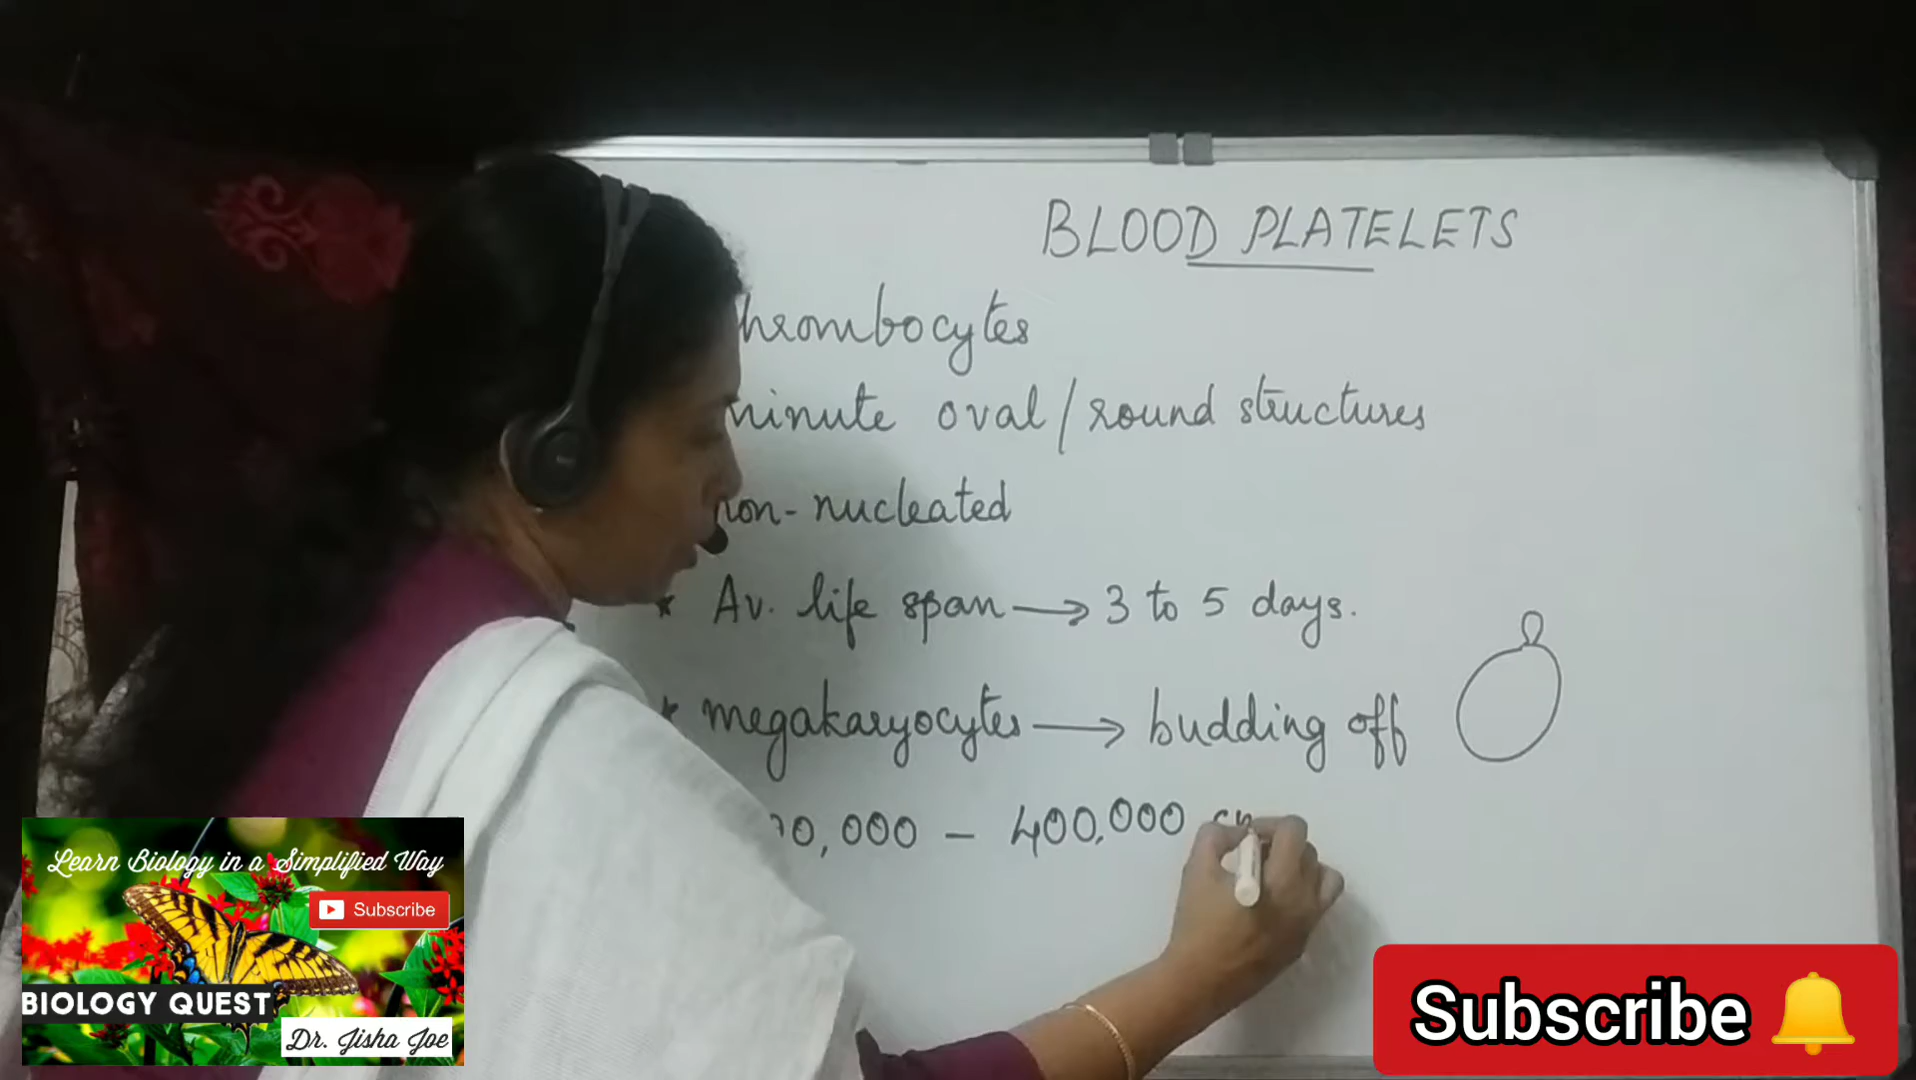 BLOOD PLATELETS
hrombocytes
minute oval / round structures
non-nucleated
* Av. life span → 3 to 5 days.
* megakaryocytes → budding off
00,000 – 400,000
Learn Biology in a Simplified Way
Subscribe
BIOLOGY QUEST
Dr. Jisha Joe
Subscribe